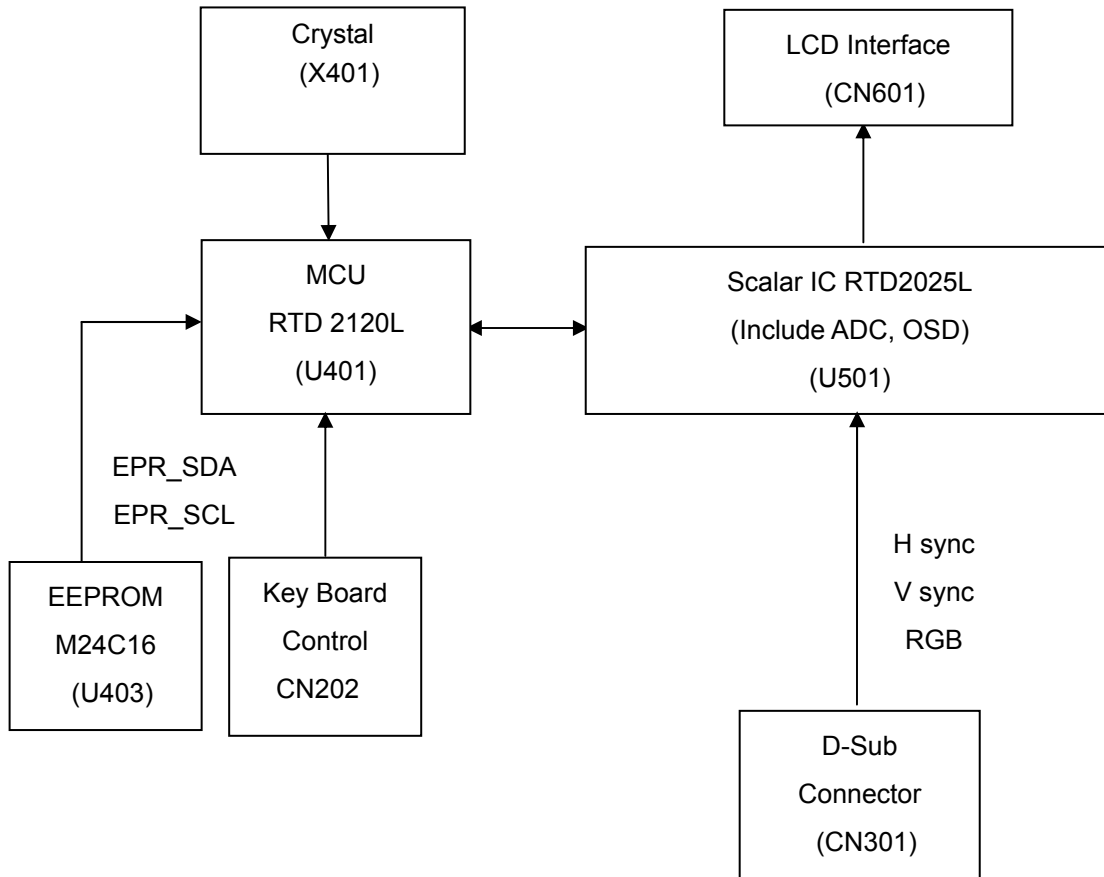 Crystal
(X401)
LCD Interface
(CN601)
MCU
RTD 2120L
(U401)
Scalar IC RTD2025L
(Include ADC, OSD)
(U501)
EPR_SDA
EPR_SCL
H sync
V sync
RGB
EEPROM
M24C16
(U403)
Key Board
Control
CN202
D-Sub
Connector
(CN301)